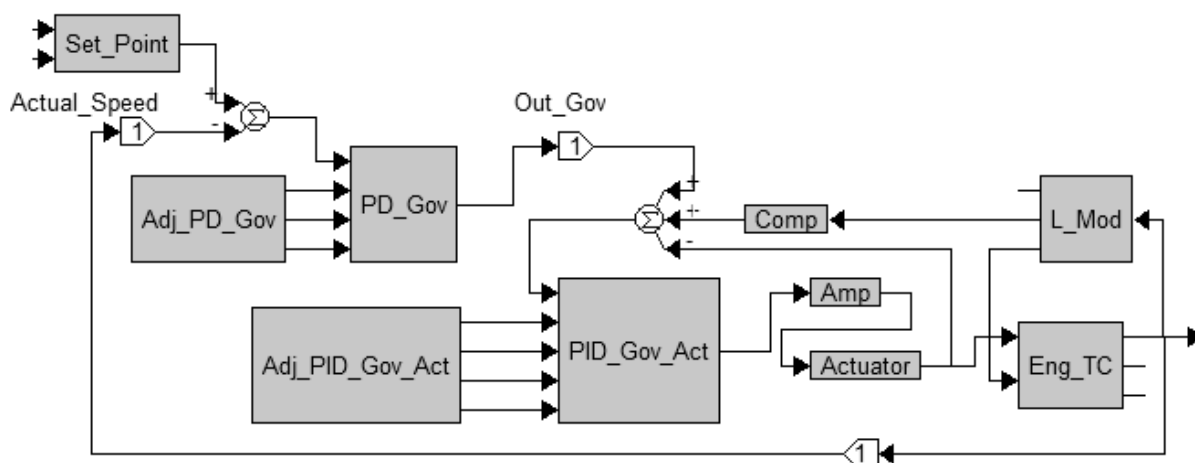 Set_Point
Actual_Speed
+
-
Σ
1
Out_Gov
1
Adj_PD_Gov
PD_Gov
+
+
-
Σ
Comp
L_Mod
Adj_PID_Gov_Act
PID_Gov_Act
Amp
Actuator
Eng_TC
1